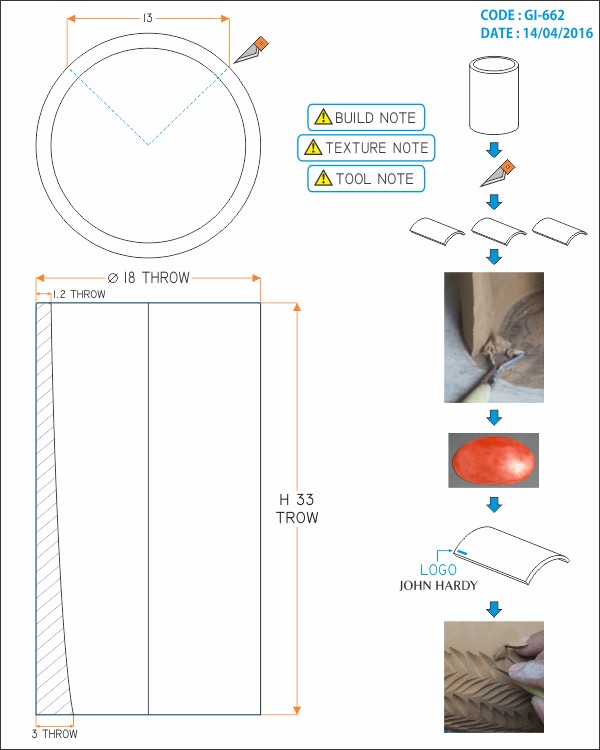 13
CODE : GI-662
DATE : 14/04/2016
BUILD NOTE
TEXTURE NOTE
TOOL NOTE
Ø 18 THROW
1.2 THROW
H 33
TROW
3 THROW
LOGO
JOHN HARDY